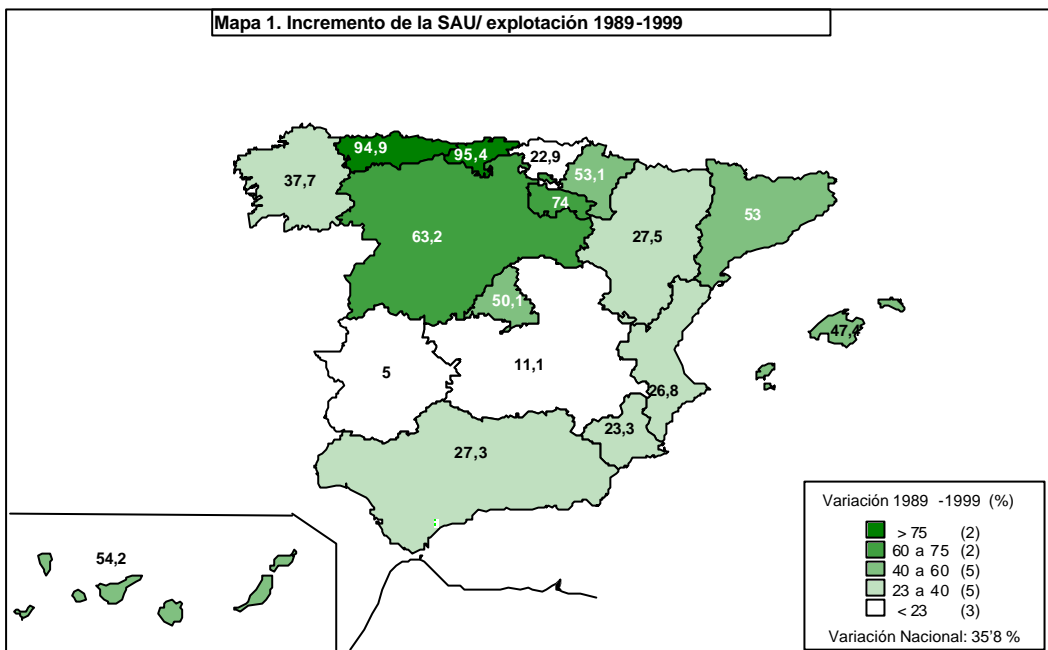 Mapa 1. Incremento de la SAU/ explotación 1989-1999
94,9
95,4
22,9
37,7
53,1
74
53
63,2
27,5
50,1
47,4
5
11,1
26,8
23,3
27,3
54,2
Variación 1989 -1999 (%)
> 75 (2)
60 a 75 (2)
40 a 60 (5)
23 a 40 (5)
< 23 (3)
Variación Nacional: 35'8 %